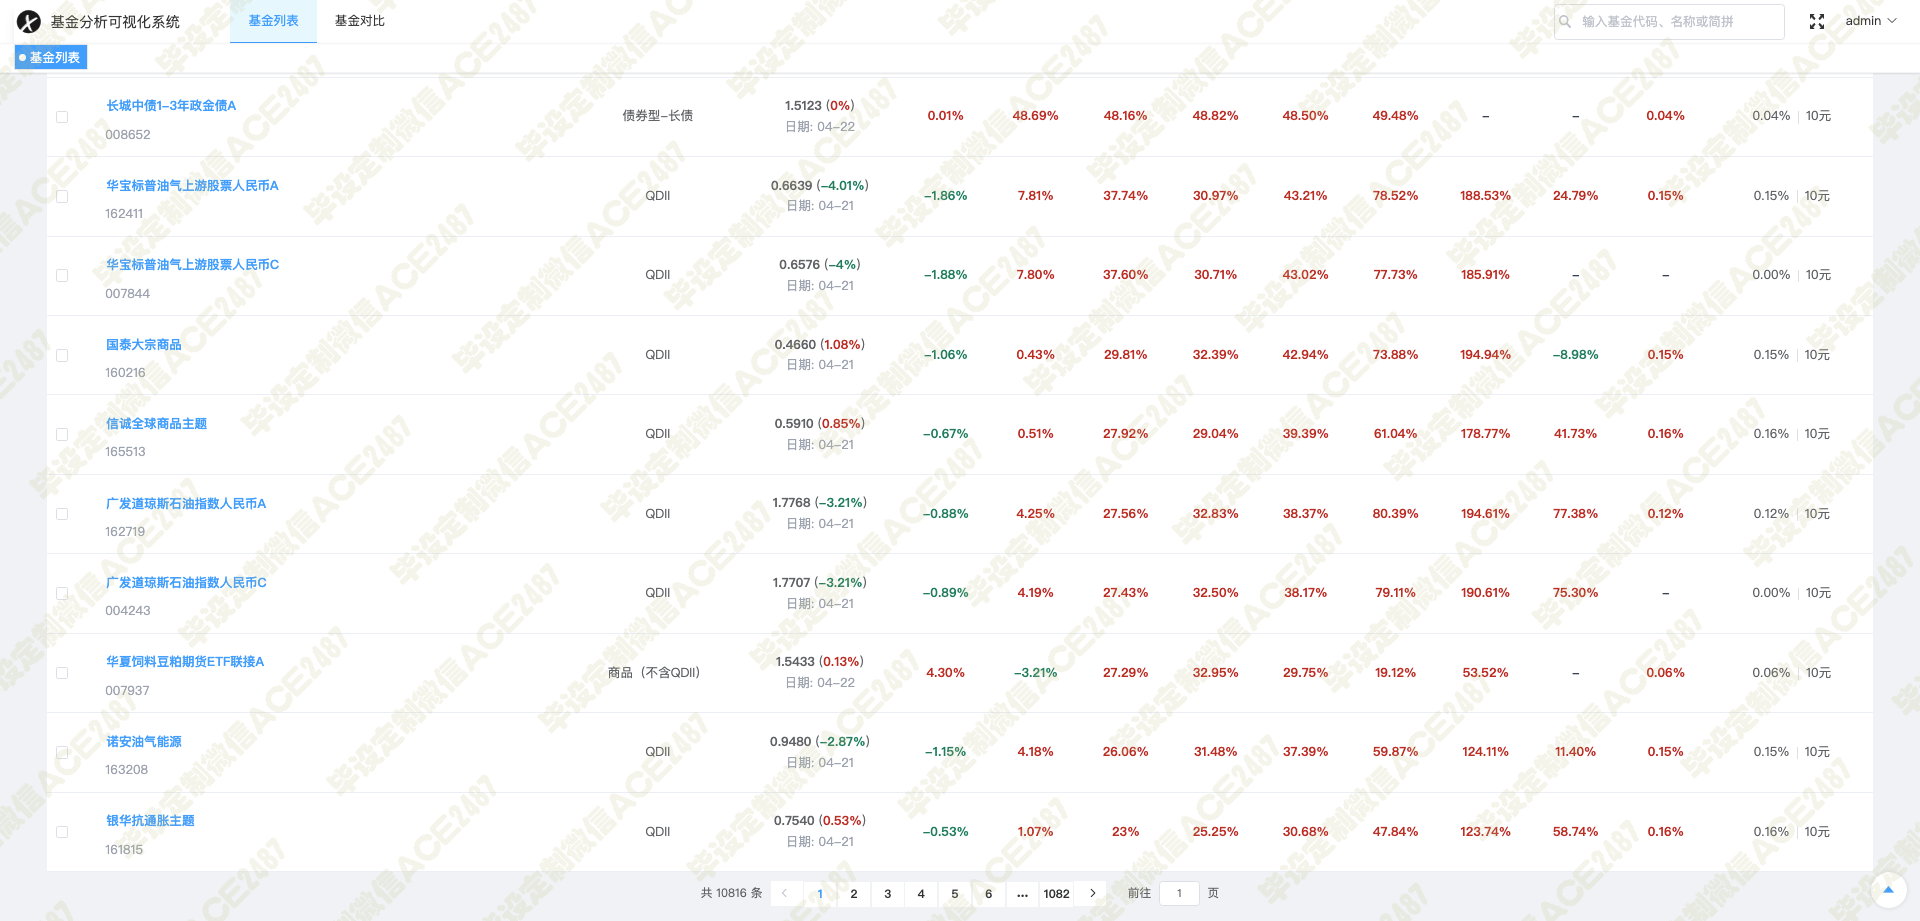 基金分析可视化系统 基金列表 基金对比 输入基金代码、名称或简拼 admin
基金列表
长城中债1-3年政金债A 008652 债券型-长债 1.5123 (0%) 日期: 04-22 0.01% 48.69% 48.16% 48.82% 48.50% 49.48% - - 0.04% 0.04% 10元
华宝标普油气上游股票人民币A 162411 QDII 0.6639 (-4.01%) 日期: 04-21 -1.86% 7.81% 37.74% 30.97% 43.21% 78.52% 188.53% 24.79% 0.15% 0.15% 10元
华宝标普油气上游股票人民币C 007844 QDII 0.6576 (-4%) 日期: 04-21 -1.88% 7.80% 37.60% 30.71% 43.02% 77.73% 185.91% - - 0.00% 10元
国泰大宗商品 160216 QDII 0.4660 (1.08%) 日期: 04-21 -1.06% 0.43% 29.81% 32.39% 42.94% 73.88% 194.94% -8.98% 0.15% 0.15% 10元
信诚全球商品主题 165513 QDII 0.5910 (0.85%) 日期: 04-21 -0.67% 0.51% 27.92% 29.04% 39.39% 61.04% 178.77% 41.73% 0.16% 0.16% 10元
广发道琼斯石油指数人民币A 162719 QDII 1.7768 (-3.21%) 日期: 04-21 -0.88% 4.25% 27.56% 32.83% 38.37% 80.39% 194.61% 77.38% 0.12% 0.12% 10元
广发道琼斯石油指数人民币C 004243 QDII 1.7707 (-3.21%) 日期: 04-21 -0.89% 4.19% 27.43% 32.50% 38.17% 79.11% 190.61% 75.30% - 0.00% 10元
华夏饲料豆粕期货ETF联接A 007937 商品（不含QDII） 1.5433 (0.13%) 日期: 04-22 4.30% -3.21% 27.29% 32.95% 29.75% 19.12% 53.52% - 0.06% 0.06% 10元
诺安油气能源 163208 QDII 0.9480 (-2.87%) 日期: 04-21 -1.15% 4.18% 26.06% 31.48% 37.39% 59.87% 124.11% 11.40% 0.15% 0.15% 10元
银华抗通胀主题 161815 QDII 0.7540 (0.53%) 日期: 04-21 -0.53% 1.07% 23% 25.25% 30.68% 47.84% 123.74% 58.74% 0.16% 0.16% 10元
共 10816 条 1 2 3 4 5 6 ... 1082 前往 1 页
毕设定制微信ACE2487